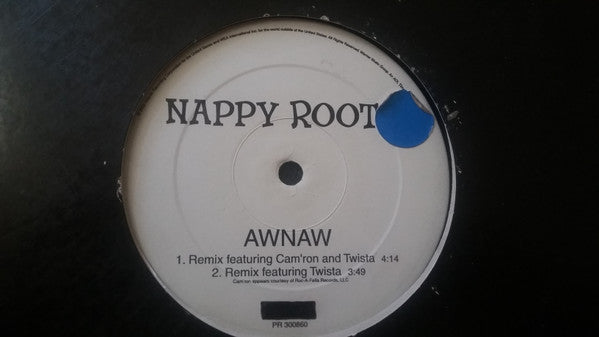 NAPPY ROOT
AWNAW
1. Remix featuring Cam'ron and Twista 4:14
2. Remix featuring Twista 3:49
Cam'ron appears courtesy of Roc-A-Fella Records, LLC
PR 300860